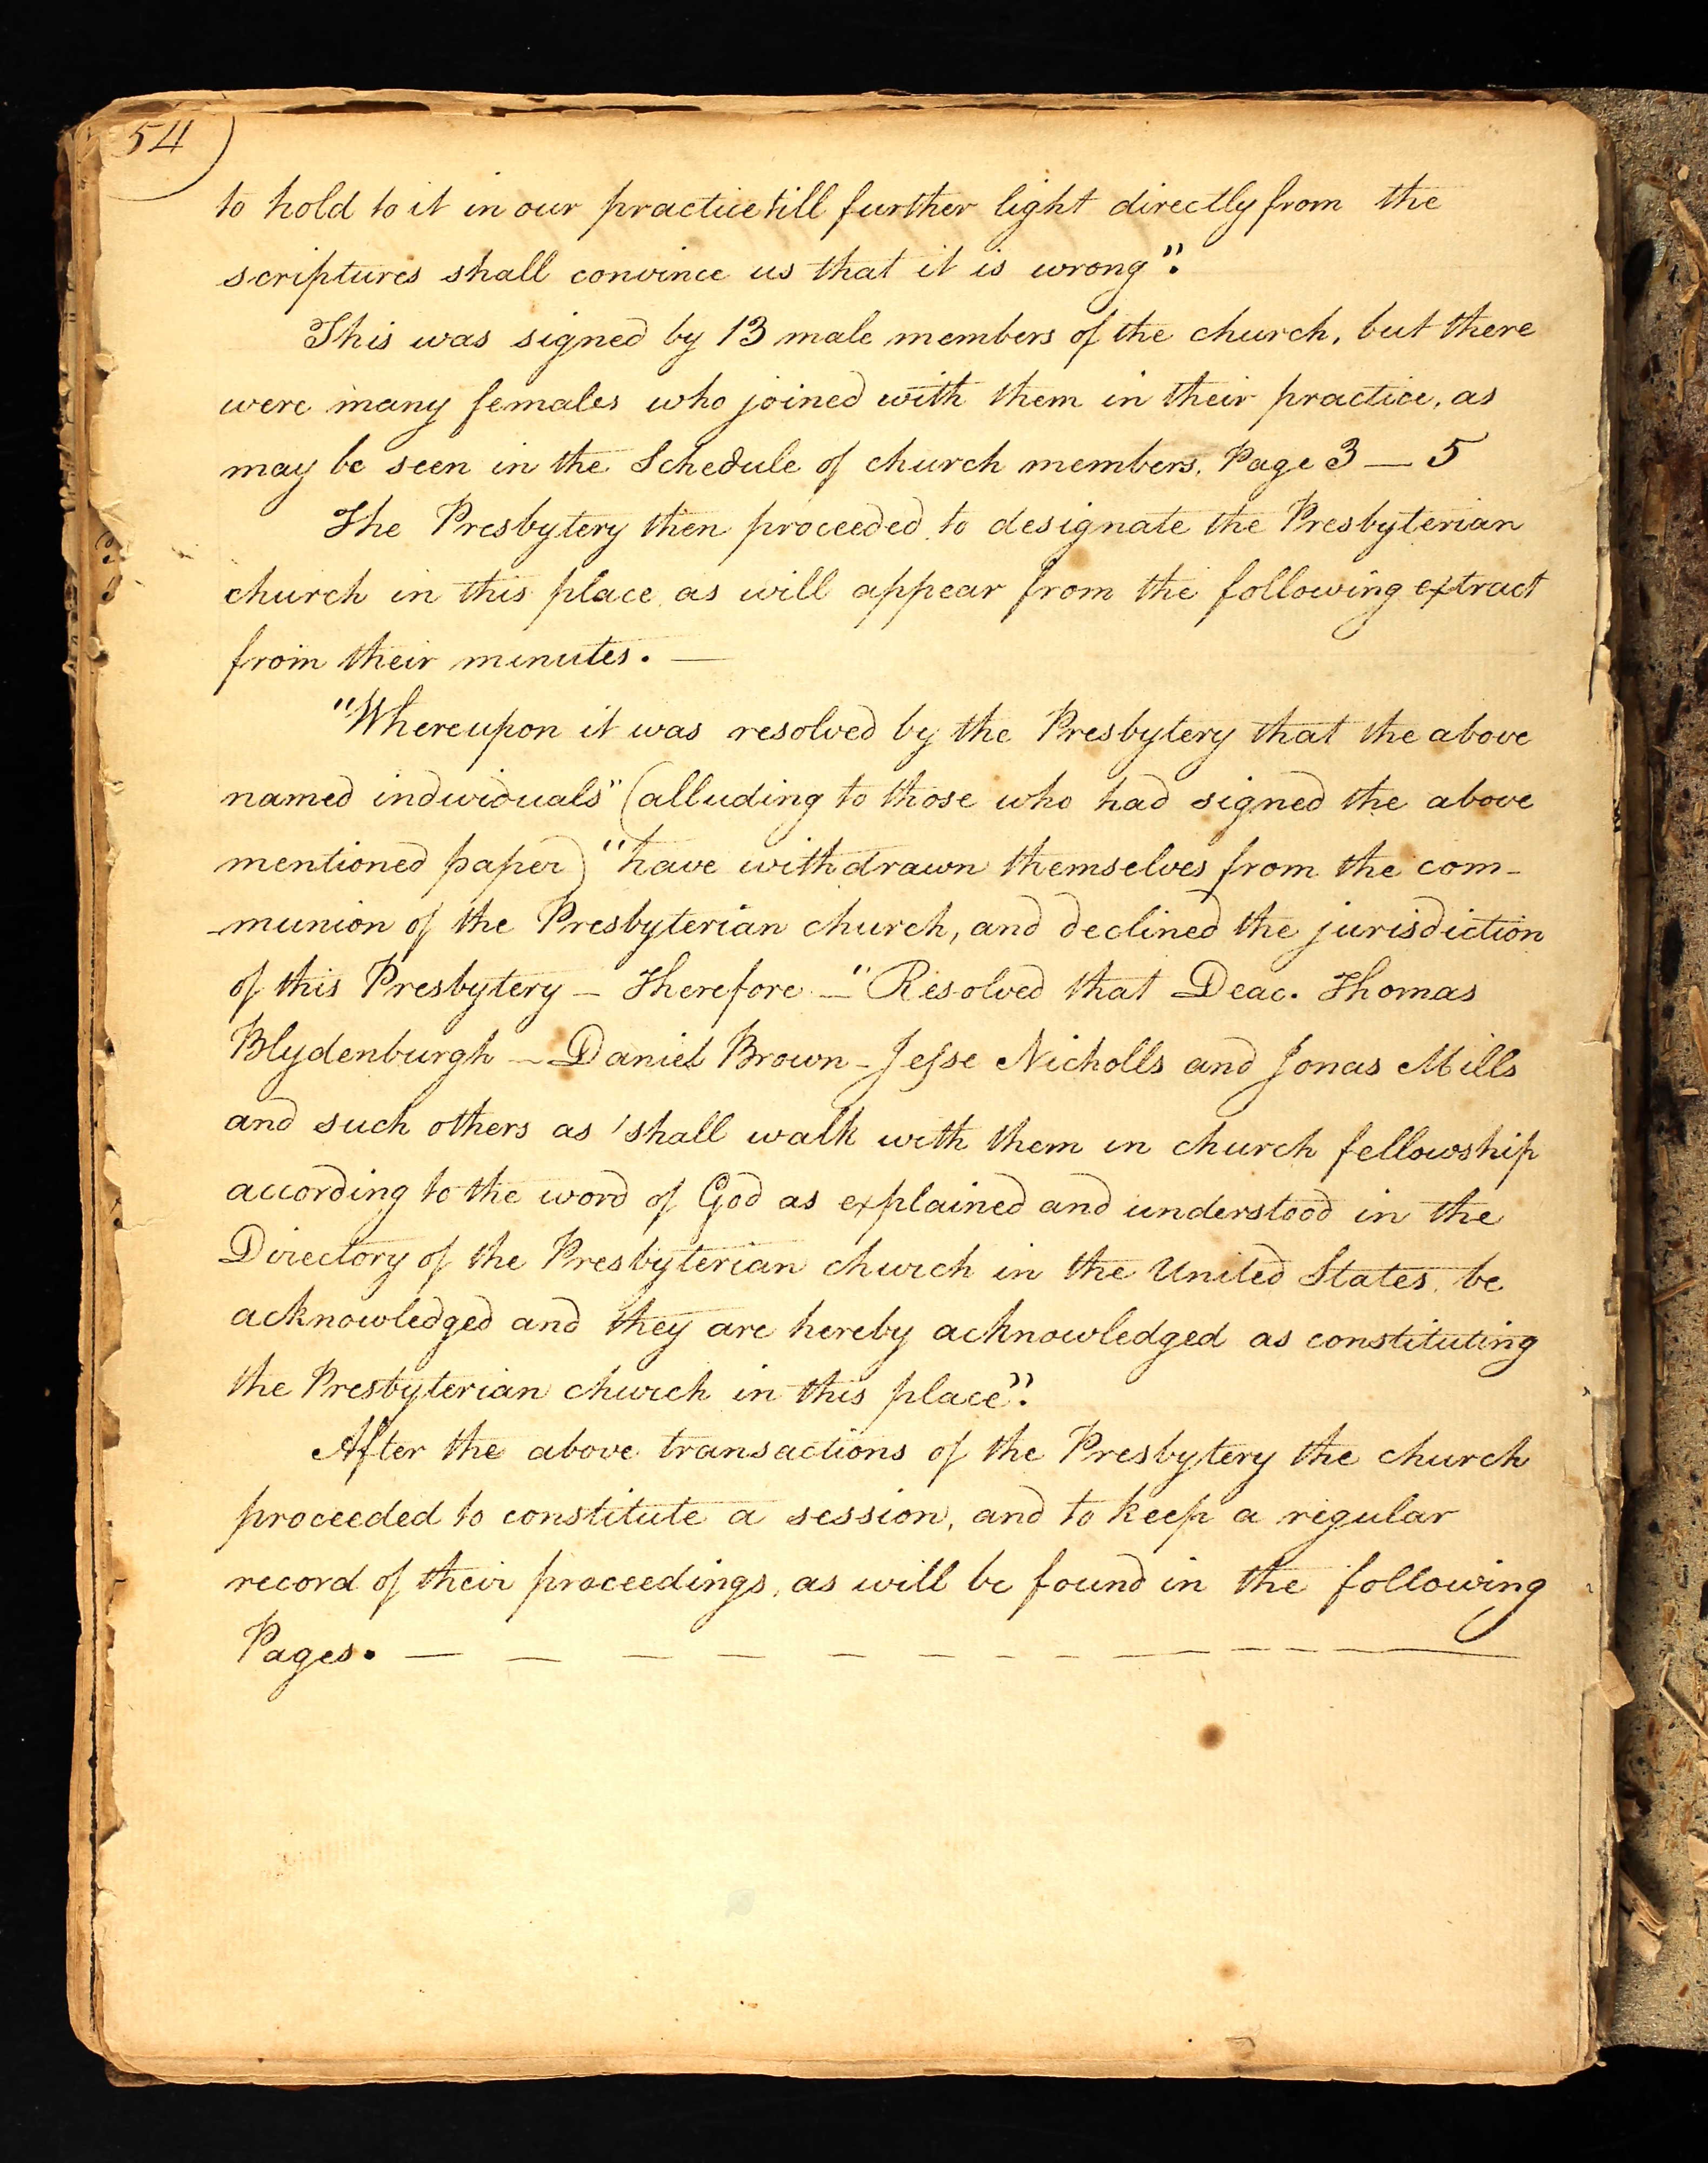 54
to hold to it in our practice till further light directly from the
scriptures shall convince us that it is wrong".
This was signed by 13 male members of the church, but there
were many females who joined with them in their practice, as
may be seen in the Schedule of church members. Page 3 — 5
The Presbytery then proceeded to designate the Presbyterian
church in this place as will appear from the following extract
from their minutes. —
"Whereupon it was resolved by the Presbytery that the above
named individuals" (alluding to those who had signed the above
mentioned paper) "have withdrawn themselves from the com-
-munion of the Presbyterian church, and declined the jurisdiction
of this Presbytery — Therefore — "Resolved that Deac. Thomas
Blydenburgh — Daniel Brown - Jesse Nicholls and Jonas Mills
and such others as shall walk with them in church fellowship
according to the word of God as explained and understood in the
Directory of the Presbyterian church in the United States, be
acknowledged and they are hereby acknowledged as constituting
the Presbyterian church in this place".
After the above transactions of the Presbytery the church
proceeded to constitute a session, and to keep a regular
record of their proceedings, as will be found in the following
Pages. — — — — — — — — — — — —